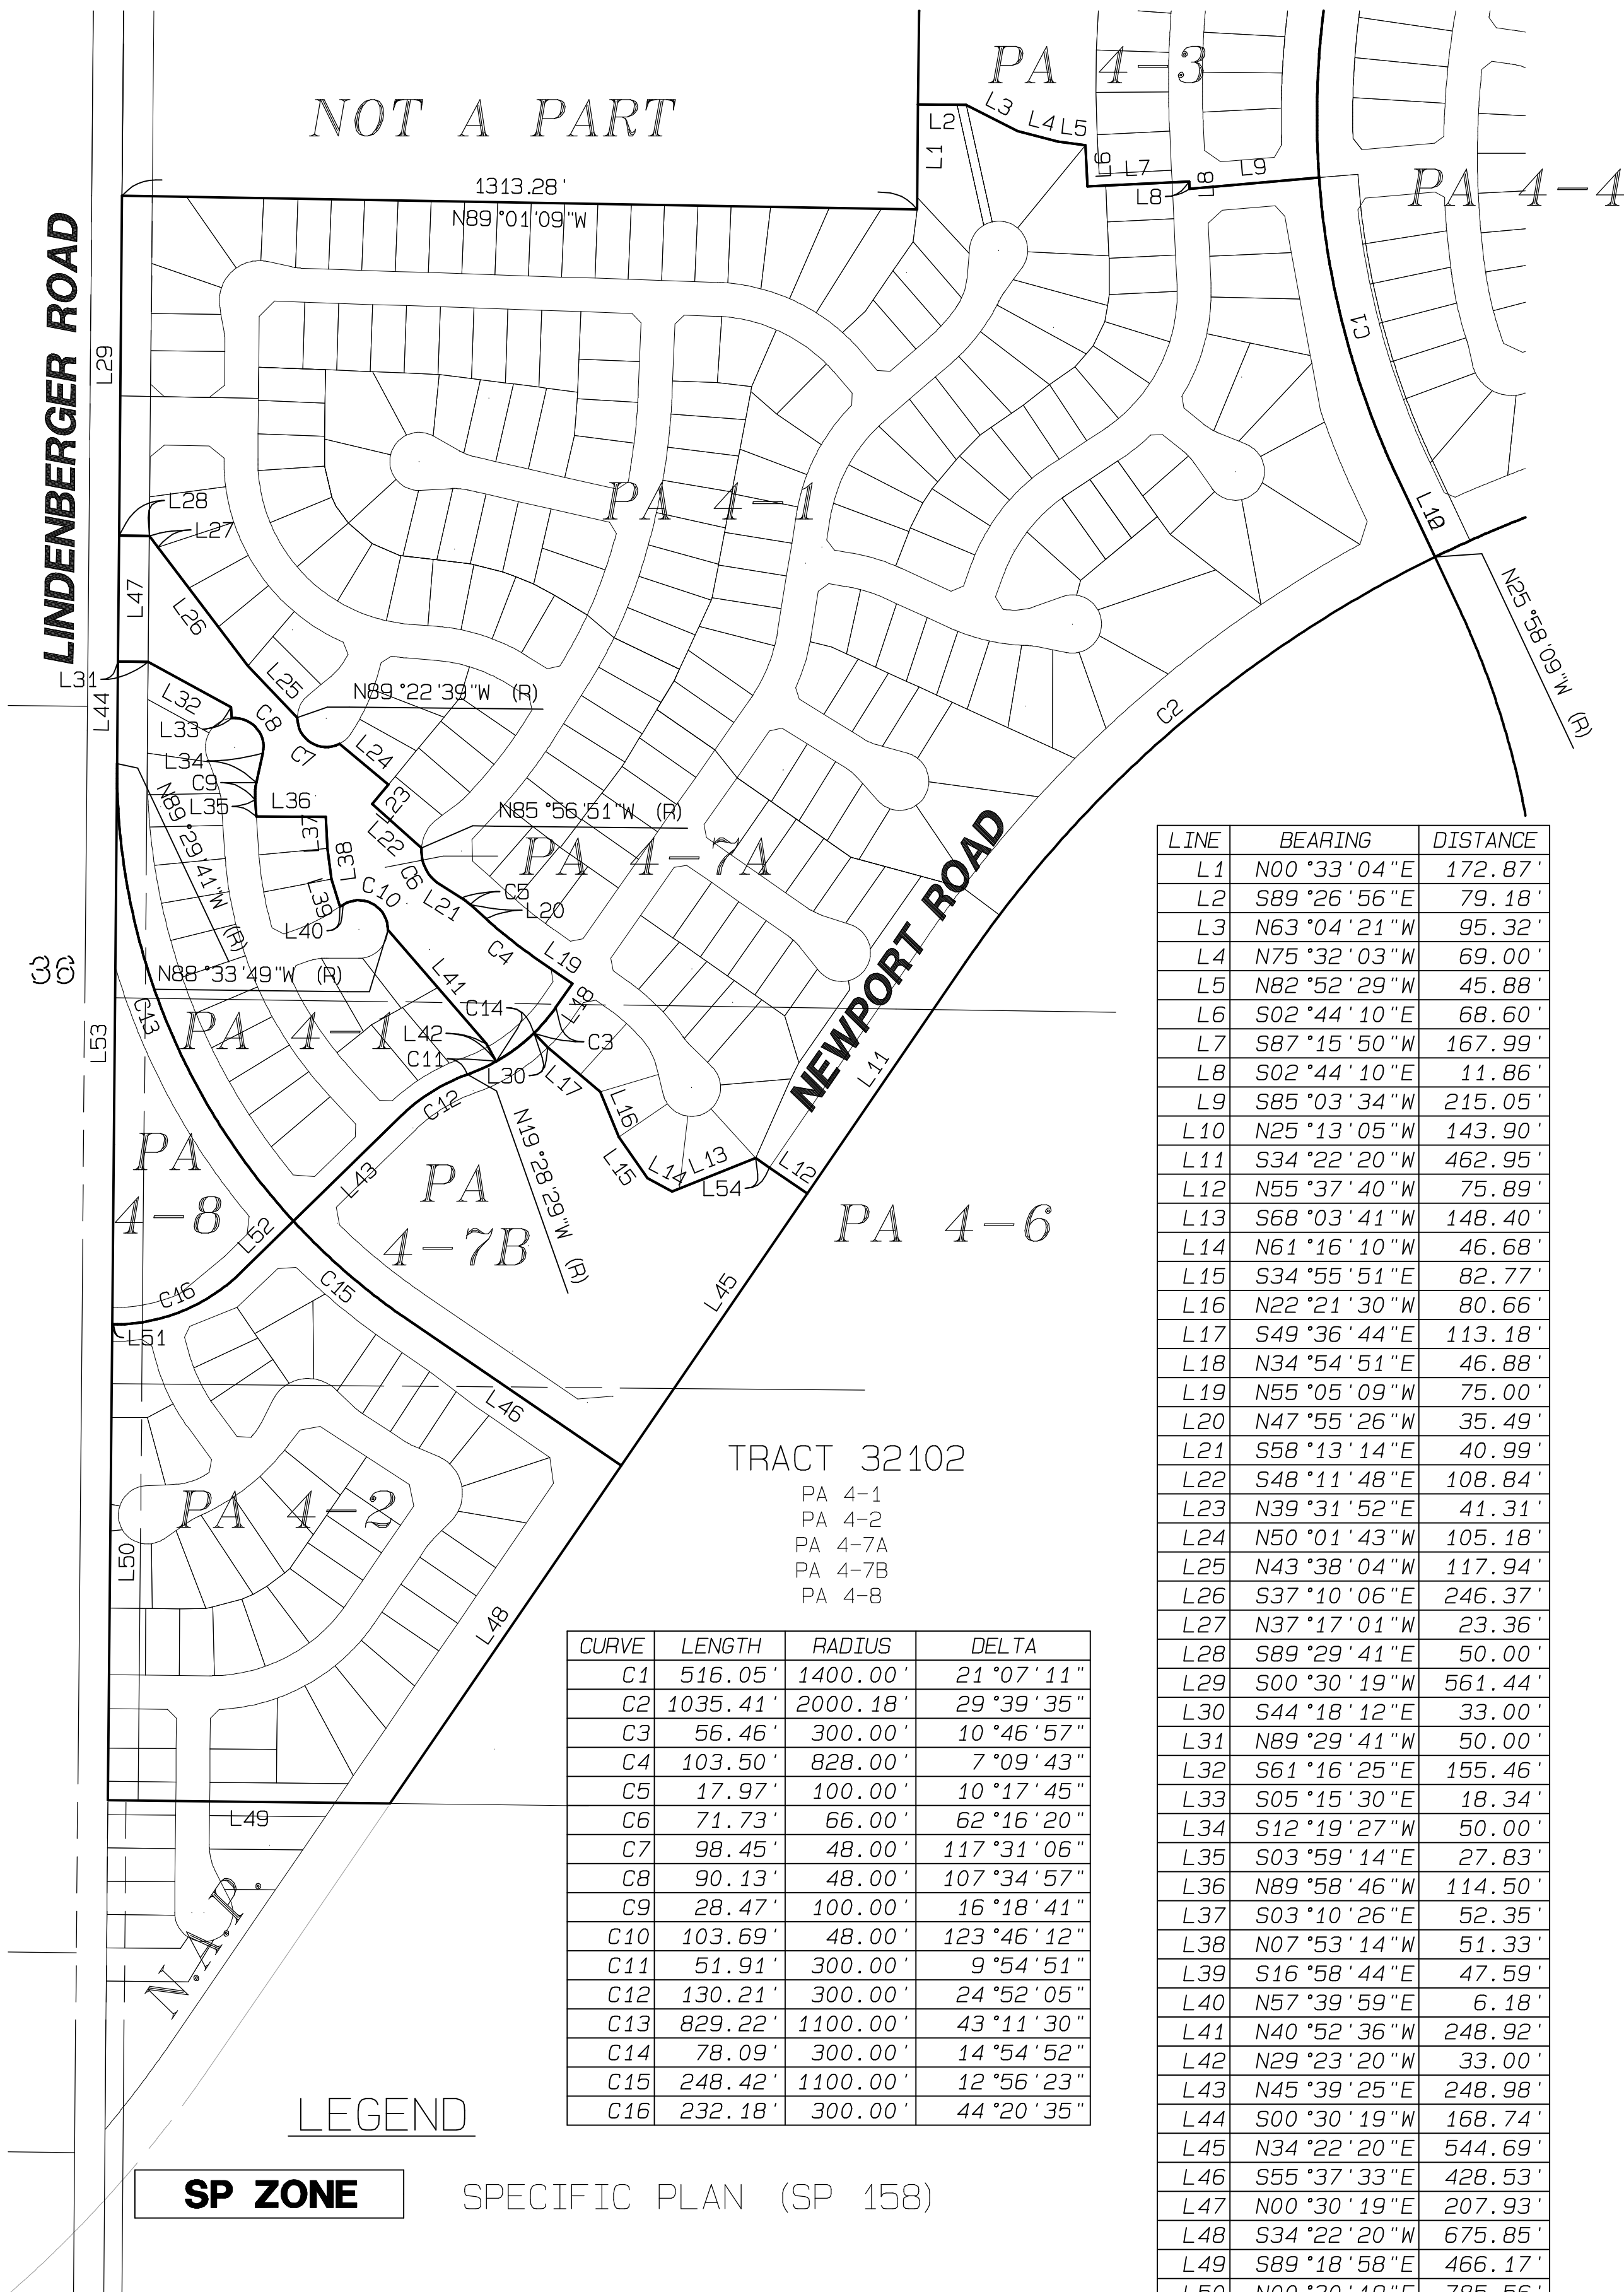 PA 4-3
NOT A PART
L1
L2
L3
L4
L5
L6
L7
L8
L8
L9
PA 4-4
1313.28'
N89°01'09"W
LINDENBERGER ROAD
L29
C1
PA 4-1
L28
L27
L10
L47
L26
N25°58'09"W (R)
L31
L25
L44
L32
N89°22'39"W (R)
C8
L33
C7
C2
L24
L34
C9
L35
L36
L23
N89°29'41"W (R)
L37
N85°56'51"W (R)
L22
PA 4-7A
L38
C6
C5
L39
C10
L21
L20
L40
C4
NEWPORT ROAD
L19
36
N88°33'49"W (R)
L41
L18
C13
C14
PA 4-1
L42
C3
L53
C11
L30
L17
L11
C12
L16
N19°28'29"W (R)
PA
4-8
L43
PA
4-7B
L15
L14
L13
L54
L12
PA 4-6
L52
C15
C16
L45
L51
L46
TRACT 32102
PA 4-1
PA 4-2
PA 4-7A
PA 4-7B
PA 4-8
PA 4-2
L50
L48
L49
N.A.P.
CURVE LENGTH RADIUS DELTA
C1 516.05' 1400.00' 21°07'11"
C2 1035.41' 2000.18' 29°39'35"
C3 56.46' 300.00' 10°46'57"
C4 103.50' 828.00' 7°09'43"
C5 17.97' 100.00' 10°17'45"
C6 71.73' 66.00' 62°16'20"
C7 98.45' 48.00' 117°31'06"
C8 90.13' 48.00' 107°34'57"
C9 28.47' 100.00' 16°18'41"
C10 103.69' 48.00' 123°46'12"
C11 51.91' 300.00' 9°54'51"
C12 130.21' 300.00' 24°52'05"
C13 829.22' 1100.00' 43°11'30"
C14 78.09' 300.00' 14°54'52"
C15 248.42' 1100.00' 12°56'23"
C16 232.18' 300.00' 44°20'35"
LINE BEARING DISTANCE
L1 N00°33'04"E 172.87'
L2 S89°26'56"E 79.18'
L3 N63°04'21"W 95.32'
L4 N75°32'03"W 69.00'
L5 N82°52'29"W 45.88'
L6 S02°44'10"E 68.60'
L7 S87°15'50"W 167.99'
L8 S02°44'10"E 11.86'
L9 S85°03'34"W 215.05'
L10 N25°13'05"W 143.90'
L11 S34°22'20"W 462.95'
L12 N55°37'40"W 75.89'
L13 S68°03'41"W 148.40'
L14 N61°16'10"W 46.68'
L15 S34°55'51"E 82.77'
L16 N22°21'30"W 80.66'
L17 S49°36'44"E 113.18'
L18 N34°54'51"E 46.88'
L19 N55°05'09"W 75.00'
L20 N47°55'26"W 35.49'
L21 S58°13'14"E 40.99'
L22 S48°11'48"E 108.84'
L23 N39°31'52"E 41.31'
L24 N50°01'43"W 105.18'
L25 N43°38'04"W 117.94'
L26 S37°10'06"E 246.37'
L27 N37°17'01"W 23.36'
L28 S89°29'41"E 50.00'
L29 S00°30'19"W 561.44'
L30 S44°18'12"E 33.00'
L31 N89°29'41"W 50.00'
L32 S61°16'25"E 155.46'
L33 S05°15'30"E 18.34'
L34 S12°19'27"W 50.00'
L35 S03°59'14"E 27.83'
L36 N89°58'46"W 114.50'
L37 S03°10'26"E 52.35'
L38 N07°53'14"W 51.33'
L39 S16°58'44"E 47.59'
L40 N57°39'59"E 6.18'
L41 N40°52'36"W 248.92'
L42 N29°23'20"W 33.00'
L43 N45°39'25"E 248.98'
L44 S00°30'19"W 168.74'
L45 N34°22'20"E 544.69'
L46 S55°37'33"E 428.53'
L47 N00°30'19"E 207.93'
L48 S34°22'20"W 675.85'
L49 S89°18'58"E 466.17'
LEGEND
SP ZONE SPECIFIC PLAN (SP 158)